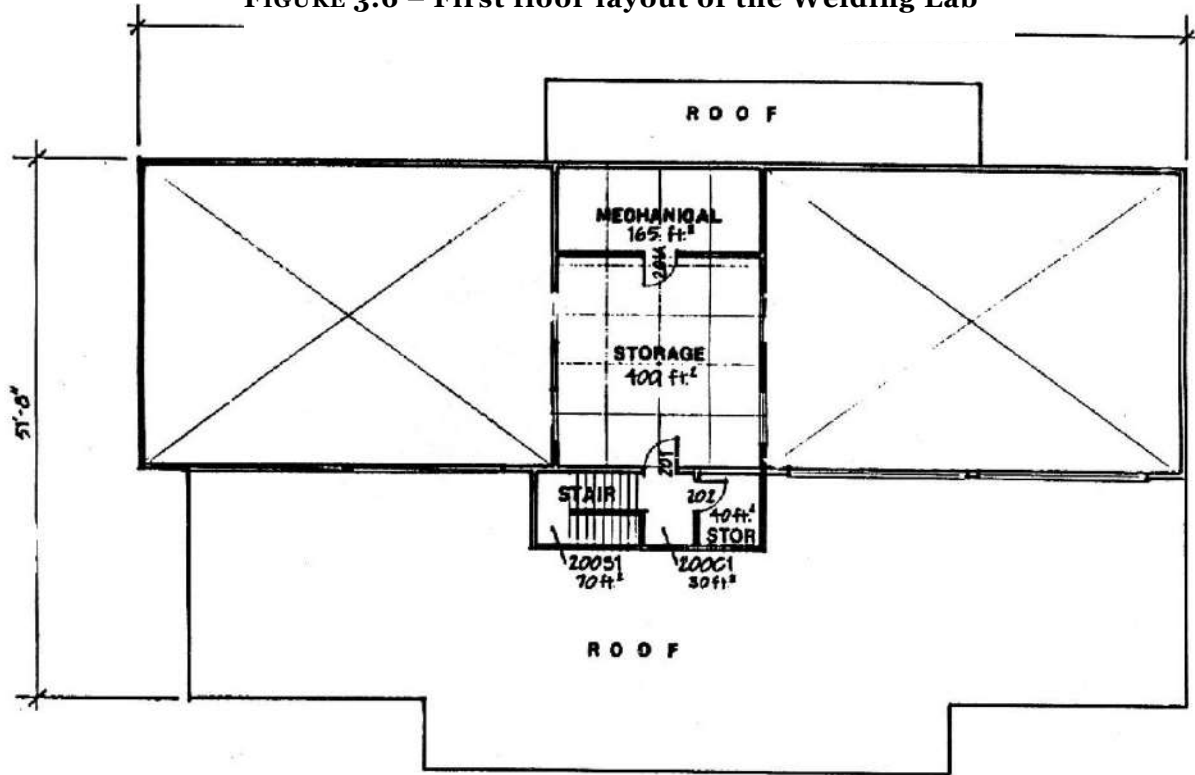 FIGURE 3.6 – First floor layout of the Welding Lab
ROOF
MECHANICAL
165 ft.²
201A
STORAGE
400 ft.²
51'-8"
201
STAIR
202
40 ft.²
STOR
200S1
70 ft.²
200C1
30 ft.²
ROOF